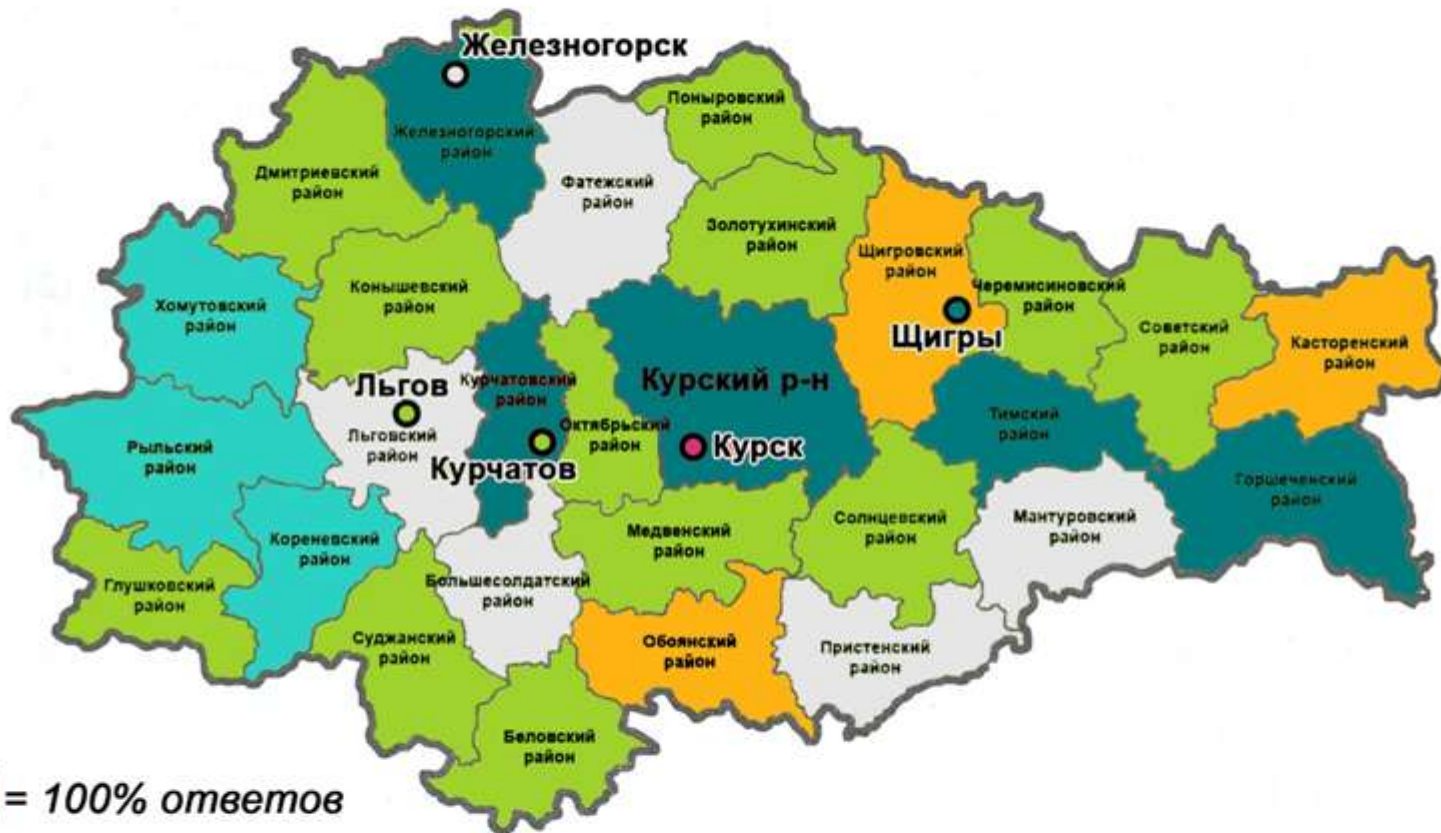 Железногорск
Поныровский
район
Железногорский
район
Дмитриевский
район
Фатежский
район
Золотухинский
район
Щигровский
район
Черемисиновский
район
Хомутовский
район
Конышевский
район
Щигры
Советский
район
Касторенский
район
Льгов
Курчатовский
район
Курский р-н
Тимский
район
Октябрьский
район
Рыльский
район
Льговский
район
Курчатов
Курск
Горшеченский
район
Кореневский
район
Медвенский
район
Солнцевский
район
Мантуровский
район
Глушковский
район
Большесолдатский
район
Суджанский
район
Обоянский
район
Пристенский
район
Беловский
район
= 100% ответов